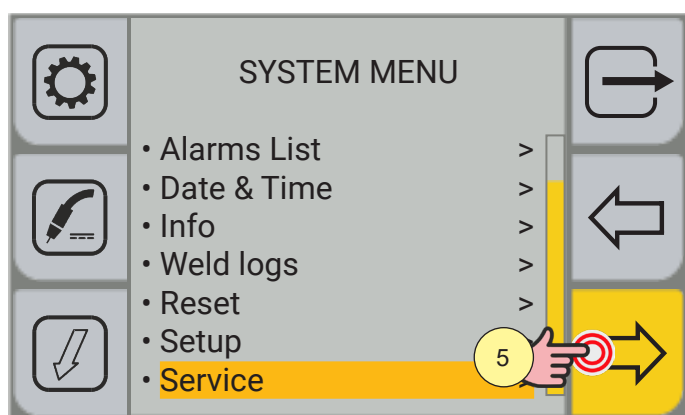 SYSTEM MENU
• Alarms List >
• Date & Time >
• Info >
• Weld logs >
• Reset >
• Setup
• Service
5